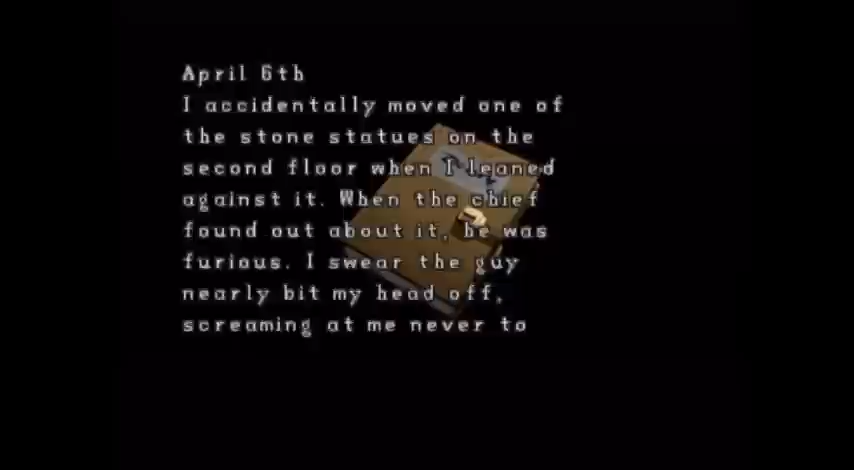 April 6th
I accidentally moved one of
the stone statues on the
second floor when I leaned
against it. When the chief
found out about it, he was
furious. I swear the guy
nearly bit my head off,
screaming at me never to